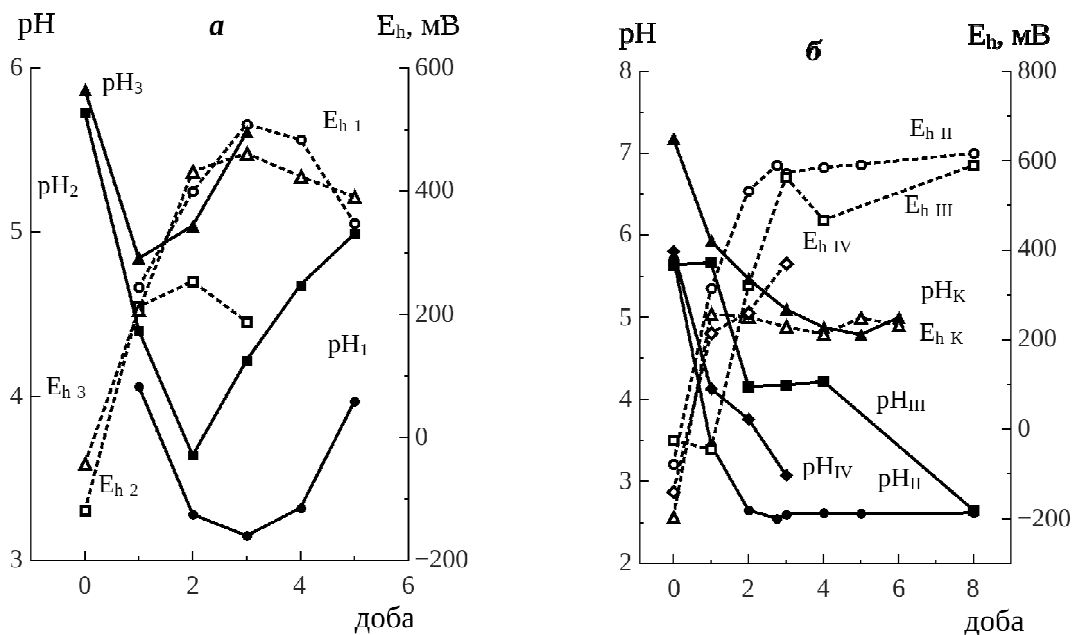 pH а Eh, мВ
6 600
pH3
Eh 1
pH2
400
5
200
pH1
Eh 3
4
0
Eh 2
3 −200
0 2 4 6
доба
pH б Eh, мВ
8 800
Eh II
7
600
Eh III
6
Eh IV
400
pHK
5
Eh K
200
4
pHIII
0
pHIV
3
pHII
−200
2
0 2 4 6 8
доба